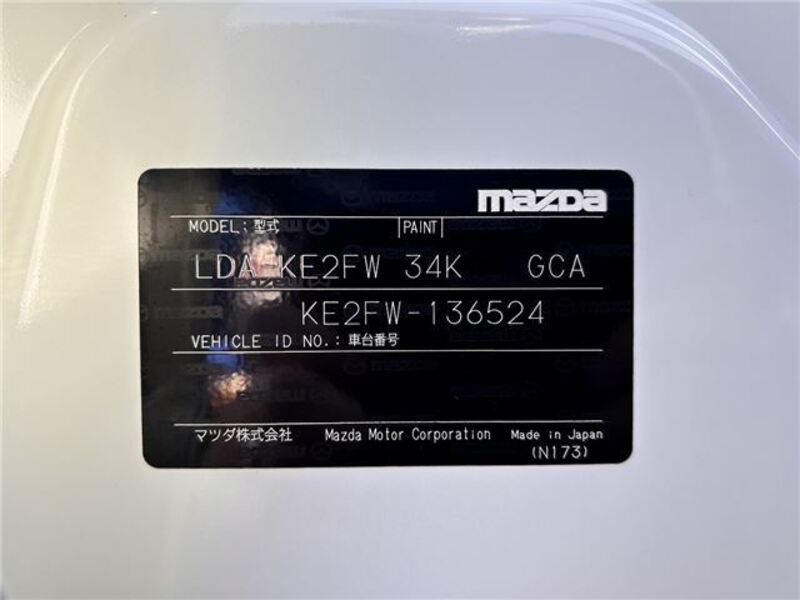 mazda
MODEL; 型式 PAINT
LDA-KE2FW 34K GCA
KE2FW-136524
VEHICLE ID NO.: 車台番号
マツダ株式会社 Mazda Motor Corporation Made in Japan
(N173)